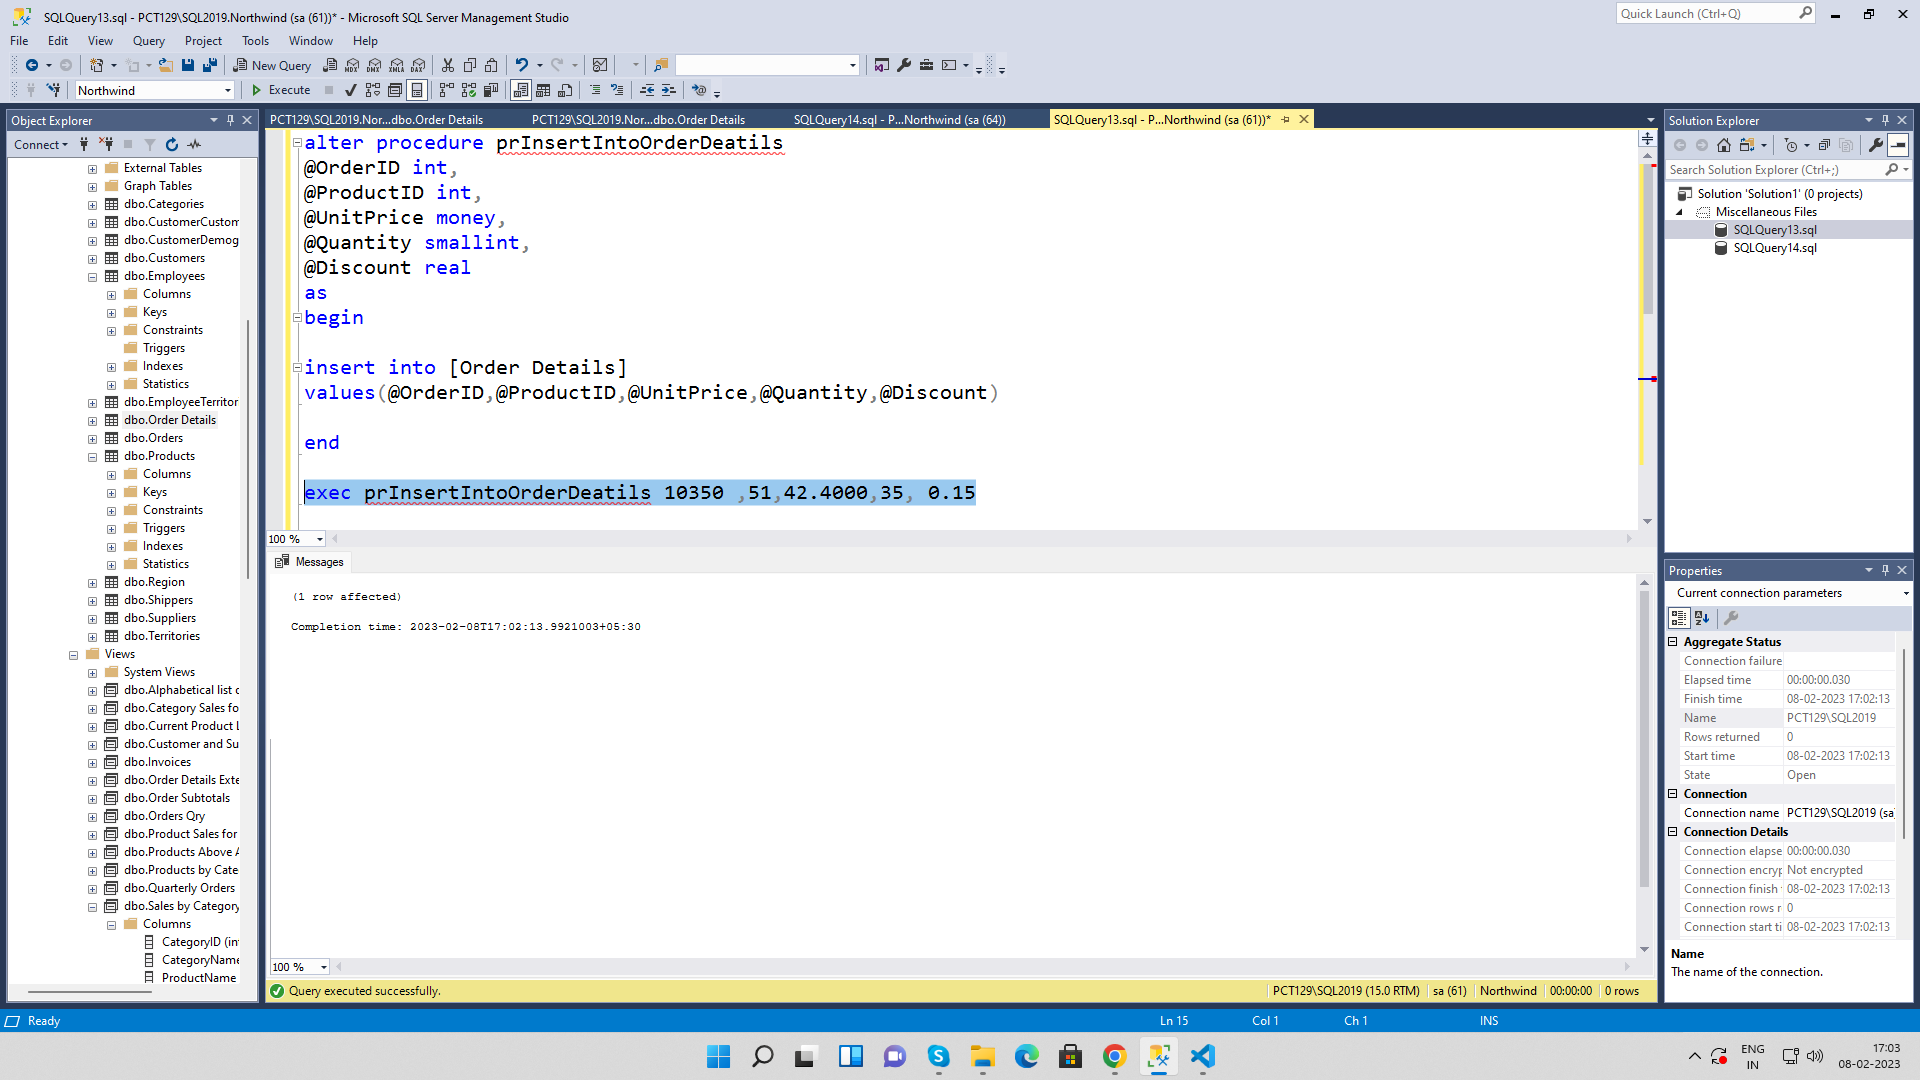 SQLQuery13.sql - PCT129\SQL2019.Northwind (sa (61))* - Microsoft SQL Server Management Studio
Quick Launch (Ctrl+Q)
File Edit View Query Project Tools Window Help
New Query
MDX DMX XMLA DAX
Northwind
Execute
Object Explorer
Connect
External Tables
Graph Tables
dbo.Categories
dbo.CustomerCustom
dbo.CustomerDemog
dbo.Customers
dbo.Employees
Columns
Keys
Constraints
Triggers
Indexes
Statistics
dbo.EmployeeTerritor
dbo.Order Details
dbo.Orders
dbo.Products
Columns
Keys
Constraints
Triggers
Indexes
Statistics
dbo.Region
dbo.Shippers
dbo.Suppliers
dbo.Territories
Views
System Views
dbo.Alphabetical list o
dbo.Category Sales fo
dbo.Current Product L
dbo.Customer and Su
dbo.Invoices
dbo.Order Details Exte
dbo.Order Subtotals
dbo.Orders Qry
dbo.Product Sales for
dbo.Products Above A
dbo.Products by Cate
dbo.Quarterly Orders
dbo.Sales by Category
Columns
CategoryID (int
CategoryName
ProductName
PCT129\SQL2019.Nor...dbo.Order Details
PCT129\SQL2019.Nor...dbo.Order Details
SQLQuery14.sql - P...Northwind (sa (64))
SQLQuery13.sql - P...Northwind (sa (61))*
alter procedure prInsertIntoOrderDeatils
@OrderID int,
@ProductID int,
@UnitPrice money,
@Quantity smallint,
@Discount real
as
begin
insert into [Order Details]
values(@OrderID,@ProductID,@UnitPrice,@Quantity,@Discount)
end
exec prInsertIntoOrderDeatils 10350 ,51,42.4000,35, 0.15
100 %
Messages
(1 row affected)
Completion time: 2023-02-08T17:02:13.9921003+05:30
100 %
Query executed successfully.
PCT129\SQL2019 (15.0 RTM) sa (61) Northwind 00:00:00 0 rows
Solution Explorer
Search Solution Explorer (Ctrl+;)
Solution 'Solution1' (0 projects)
Miscellaneous Files
SQLQuery13.sql
SQLQuery14.sql
Properties
Current connection parameters
Aggregate Status
Connection failure
Elapsed time 00:00:00.030
Finish time 08-02-2023 17:02:13
Name PCT129\SQL2019
Rows returned 0
Start time 08-02-2023 17:02:13
State Open
Connection
Connection name PCT129\SQL2019 (sa)
Connection Details
Connection elapse 00:00:00.030
Connection encryp Not encrypted
Connection finish 08-02-2023 17:02:13
Connection rows r 0
Connection start ti 08-02-2023 17:02:13
Name
The name of the connection.
Ready
Ln 15 Col 1 Ch 1 INS
ENG
IN
17:03
08-02-2023